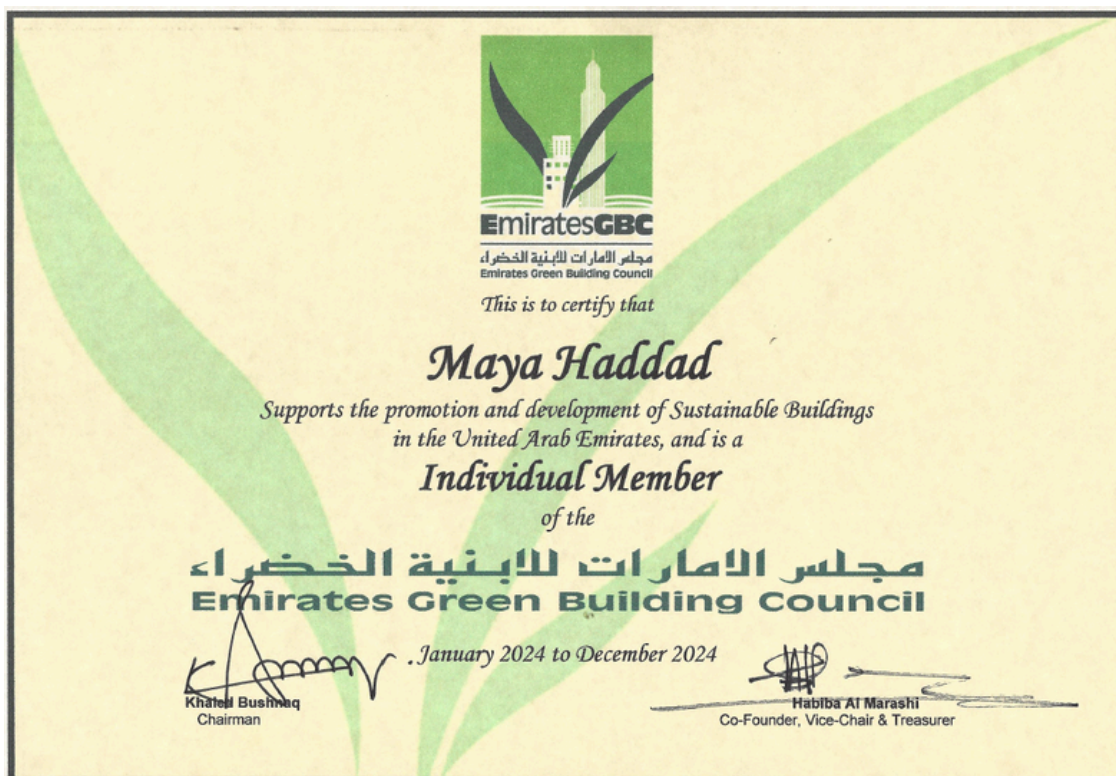 EmiratesGBC
مجلس الامارات للابنية الخضراء
Emirates Green Building Council
This is to certify that
Maya Haddad
Supports the promotion and development of Sustainable Buildings
in the United Arab Emirates, and is a
Individual Member
of the
مجلس الامارات للابنية الخضراء
Emirates Green Building Council
January 2024 to December 2024
Khaled Bushnaq
Chairman
Habiba Al Marashi
Co-Founder, Vice-Chair & Treasurer